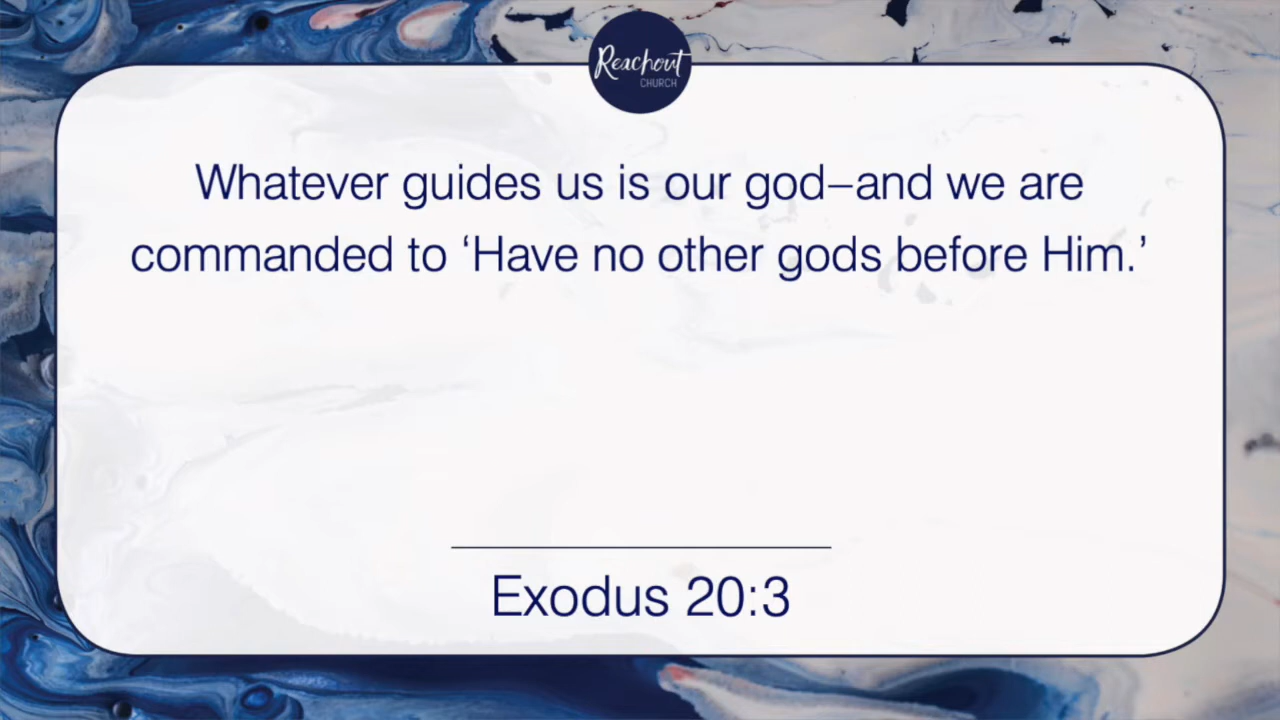 Reachout
CHURCH
Whatever guides us is our god–and we are
commanded to ‘Have no other gods before Him.’
Exodus 20:3